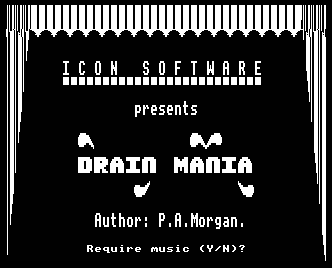 ICON SOFTWARE
presents
DRAIN MANIA
Author: P.A.Morgan.
Require music (Y/N)?